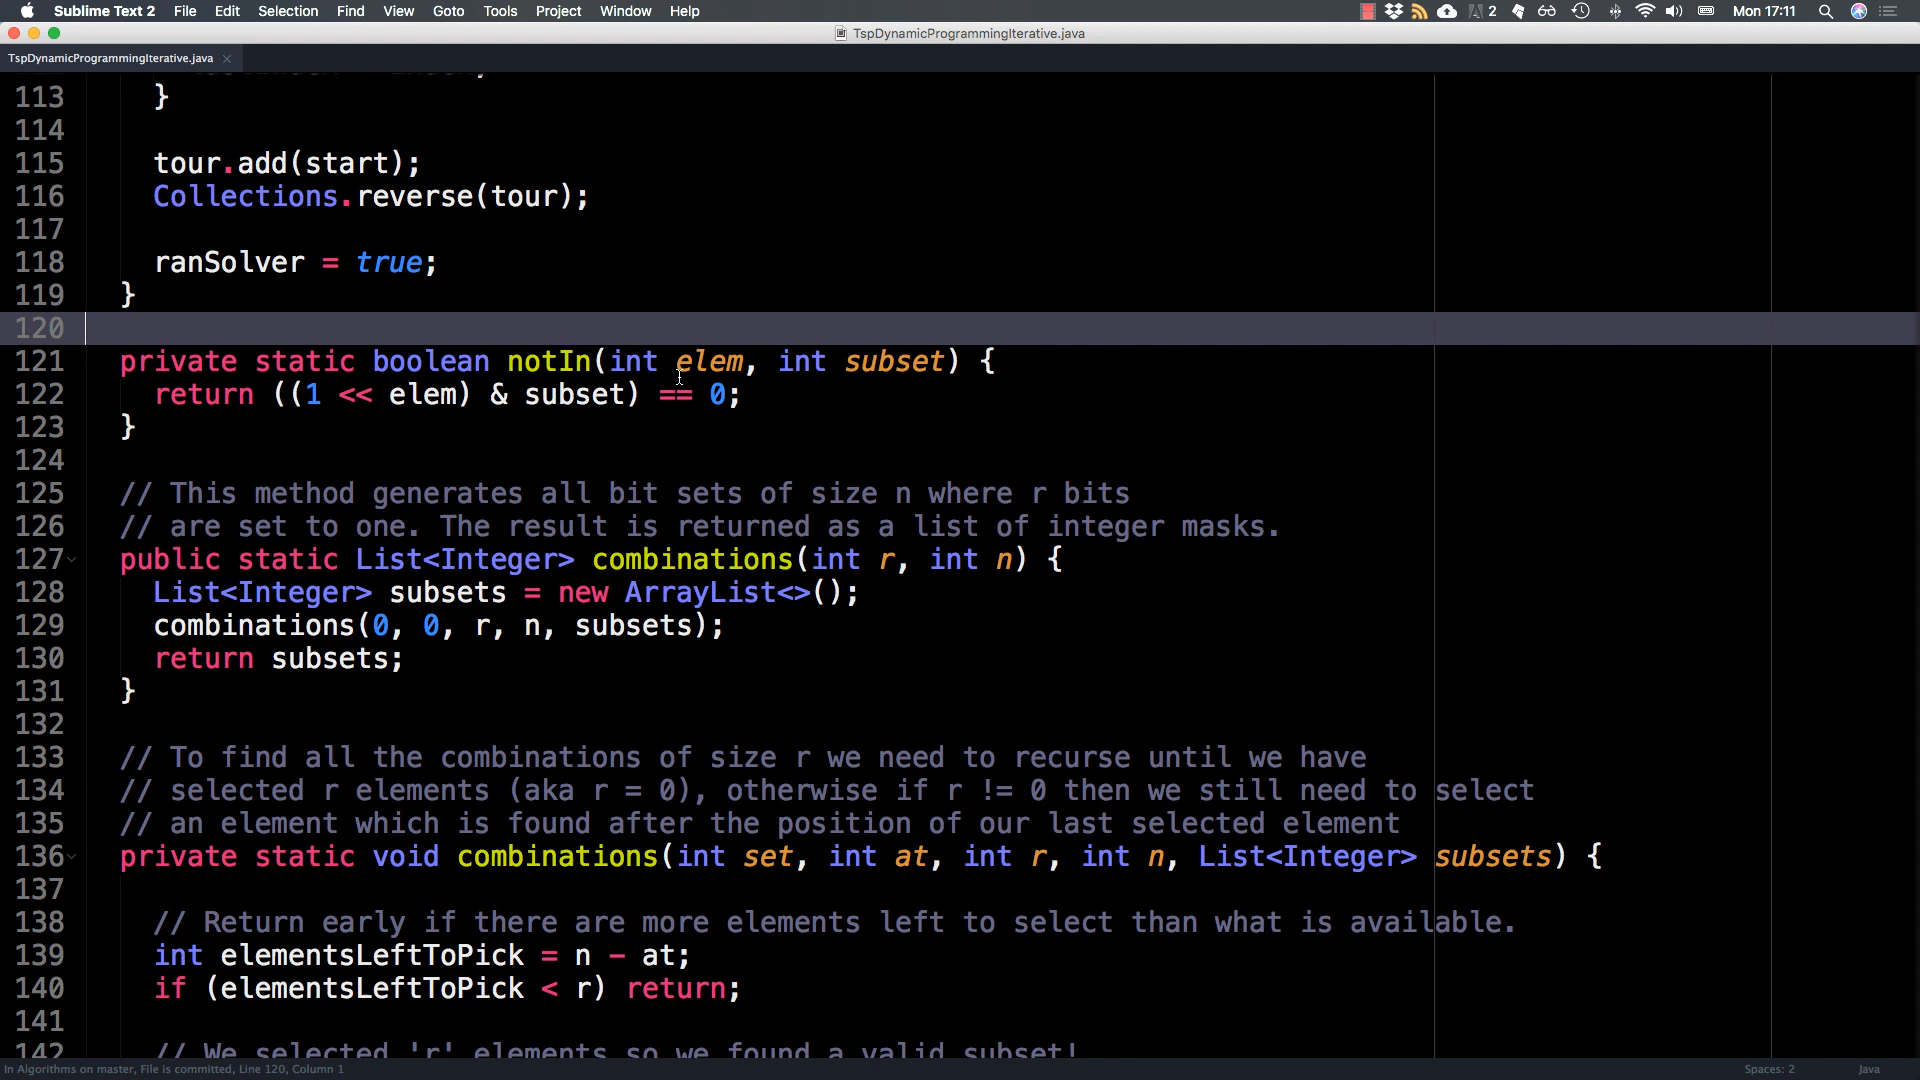 Sublime Text 2 File Edit Selection Find View Goto Tools Project Window Help 2 Mon 17:11
TspDynamicProgrammingIterative.java
TspDynamicProgrammingIterative.java
113 }
114
115 tour.add(start);
116 Collections.reverse(tour);
117
118 ranSolver = true;
119 }
120
121 private static boolean notIn(int elem, int subset) {
122 return ((1 << elem) & subset) == 0;
123 }
124
125 // This method generates all bit sets of size n where r bits
126 // are set to one. The result is returned as a list of integer masks.
127 public static List<Integer> combinations(int r, int n) {
128 List<Integer> subsets = new ArrayList<>();
129 combinations(0, 0, r, n, subsets);
130 return subsets;
131 }
132
133 // To find all the combinations of size r we need to recurse until we have
134 // selected r elements (aka r = 0), otherwise if r != 0 then we still need to select
135 // an element which is found after the position of our last selected element
136 private static void combinations(int set, int at, int r, int n, List<Integer> subsets) {
137
138 // Return early if there are more elements left to select than what is available.
139 int elementsLeftToPick = n - at;
140 if (elementsLeftToPick < r) return;
141
142 // We selected 'r' elements so we found a valid subset!
In Algorithms on master, File is committed, Line 120, Column 1 Spaces: 2 Java